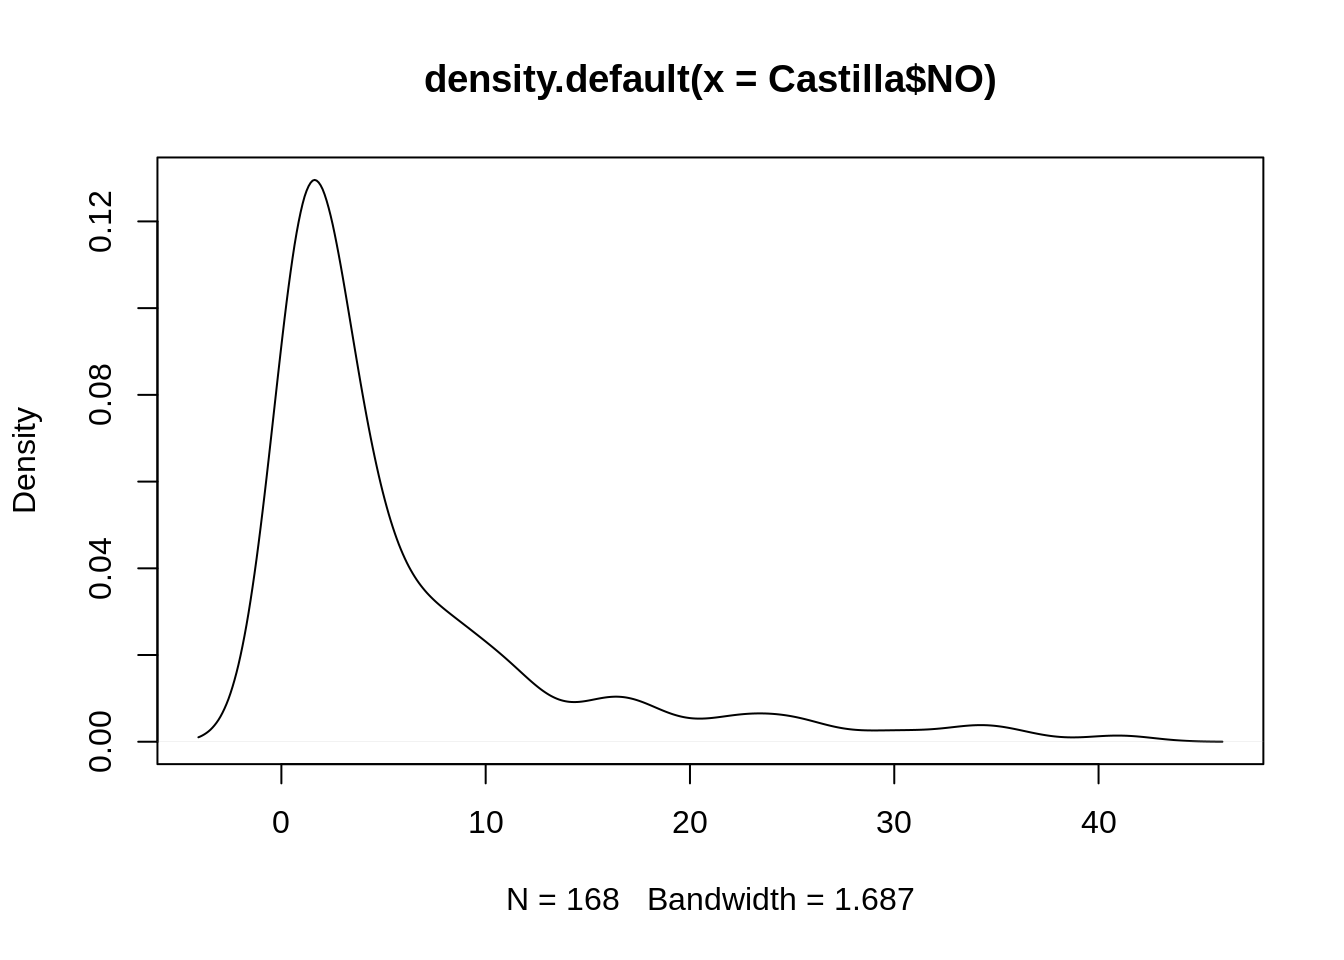 density.default(x = Castilla$NO)
Density
0.12
0.08
0.04
0.00
0 10 20 30 40
N = 168 Bandwidth = 1.687